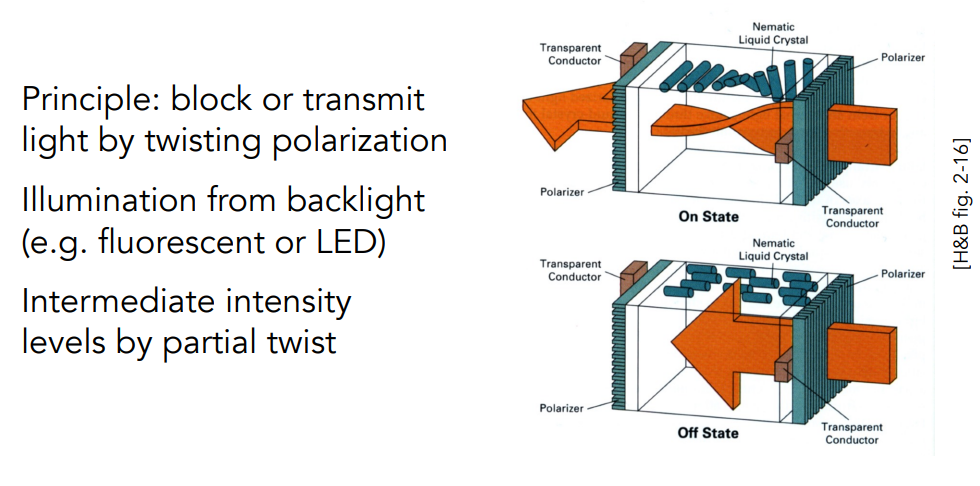 Principle: block or transmit
light by twisting polarization
Illumination from backlight
(e.g. fluorescent or LED)
Intermediate intensity
levels by partial twist
Nematic
Liquid Crystal
Transparent
Conductor
Polarizer
Polarizer
On State
Transparent
Conductor
Nematic
Liquid Crystal
Transparent
Conductor
Polarizer
Polarizer
Off State
Transparent
Conductor
[H&B fig. 2-16]